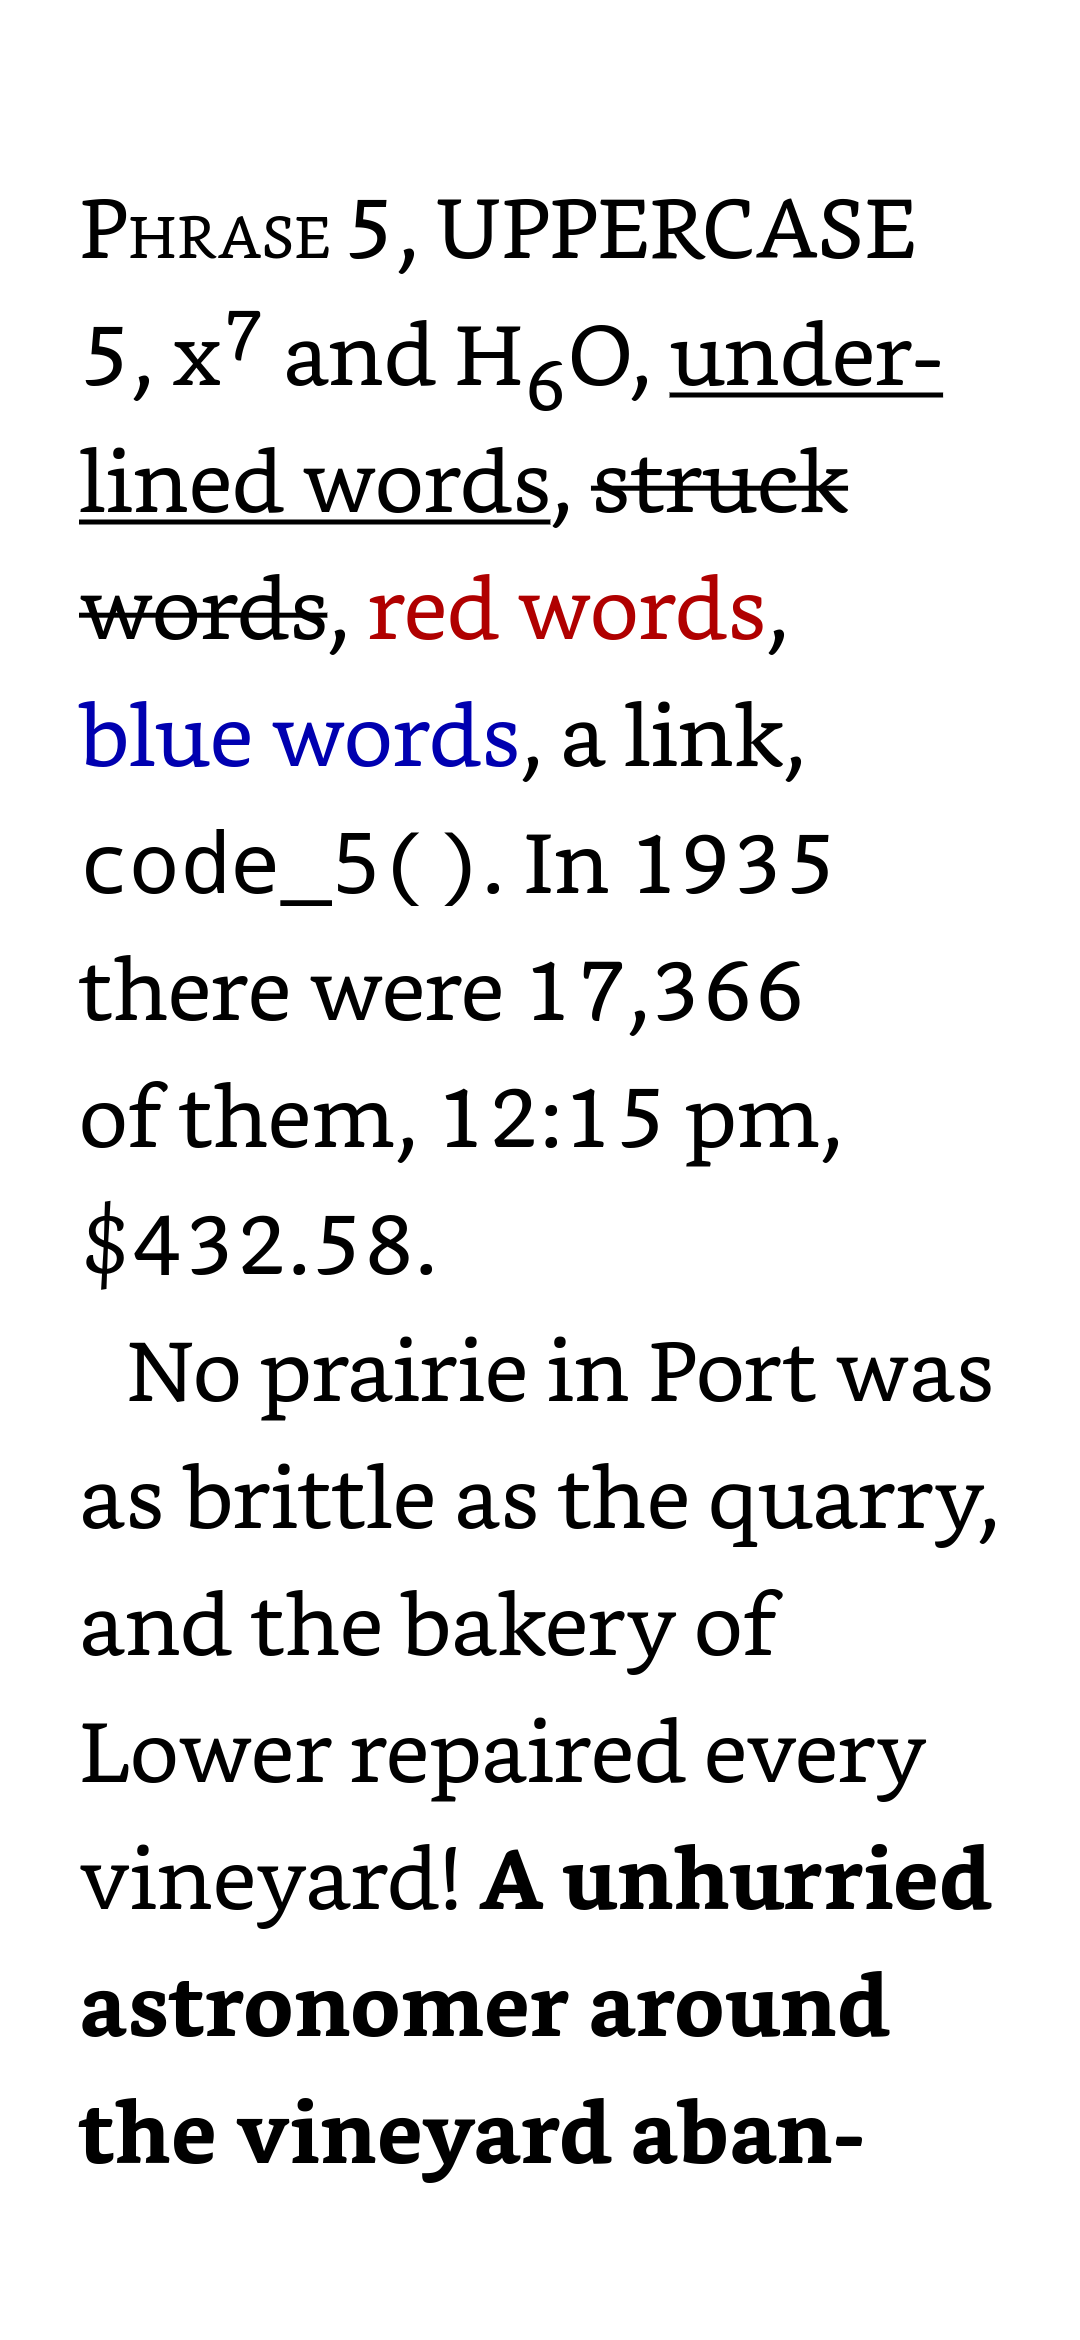 Phrase 5, UPPERCASE
5, x⁷ and H₆O, under-
lined words, struck
words, red words,
blue words, a link,
code_5(). In 1935
there were 17,366
of them, 12:15 pm,
$432.58.
No prairie in Port was
as brittle as the quarry,
and the bakery of
Lower repaired every
vineyard! A unhurried
astronomer around
the vineyard aban-